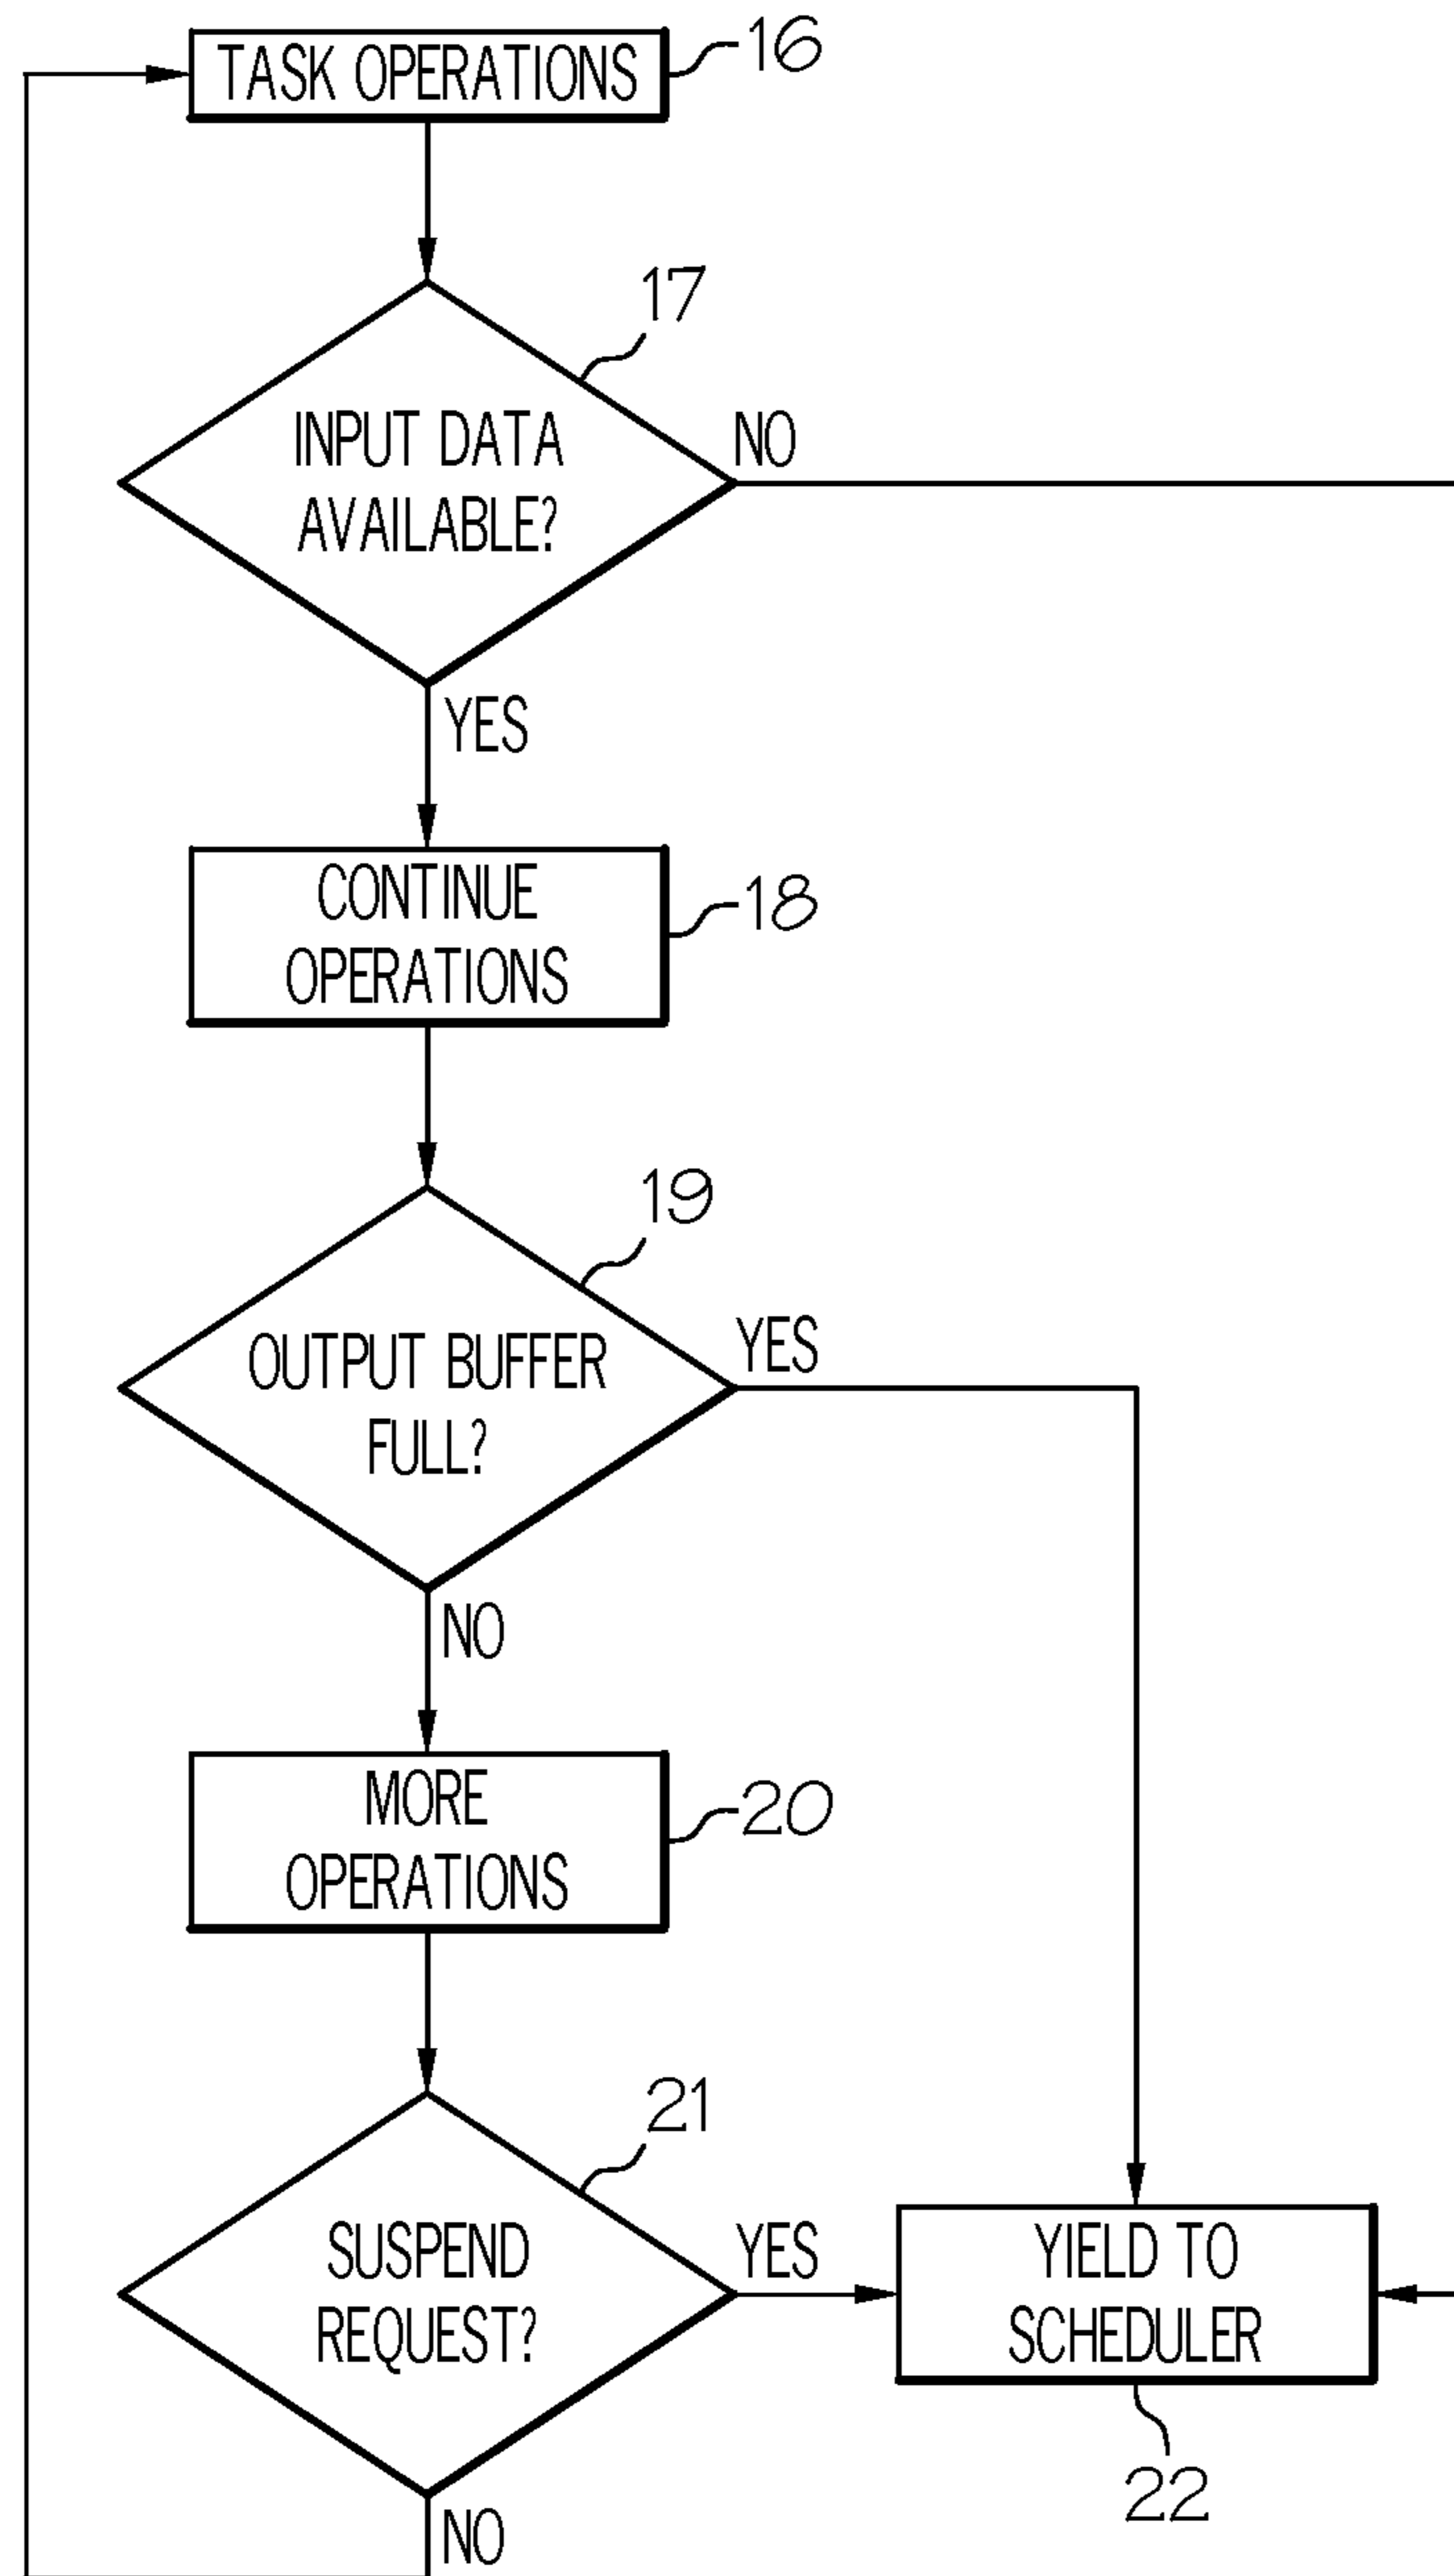 TASK OPERATIONS
16
17
INPUT DATA
AVAILABLE?
NO
YES
CONTINUE
OPERATIONS
18
19
OUTPUT BUFFER
FULL?
YES
NO
MORE
OPERATIONS
20
21
SUSPEND
REQUEST?
YES
YIELD TO
SCHEDULER
22
NO